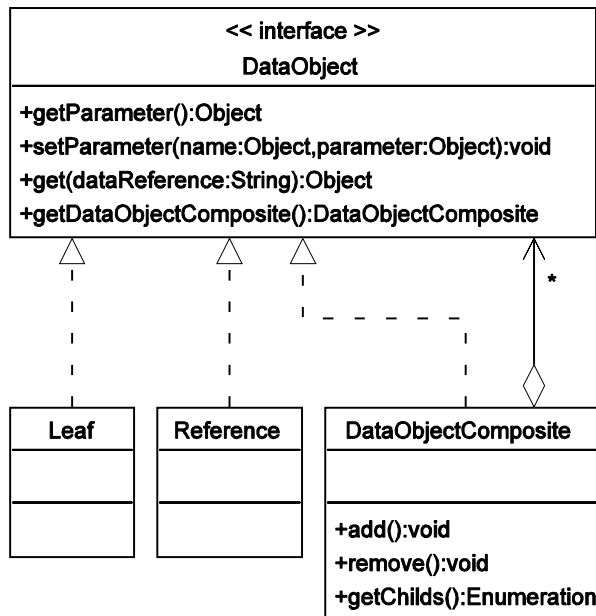 << interface >>
DataObject
+getParameter():Object
+setParameter(name:Object,parameter:Object):void
+get(dataReference:String):Object
+getDataObjectComposite():DataObjectComposite
*
Leaf
Reference
DataObjectComposite
+add():void
+remove():void
+getChilds():Enumeration